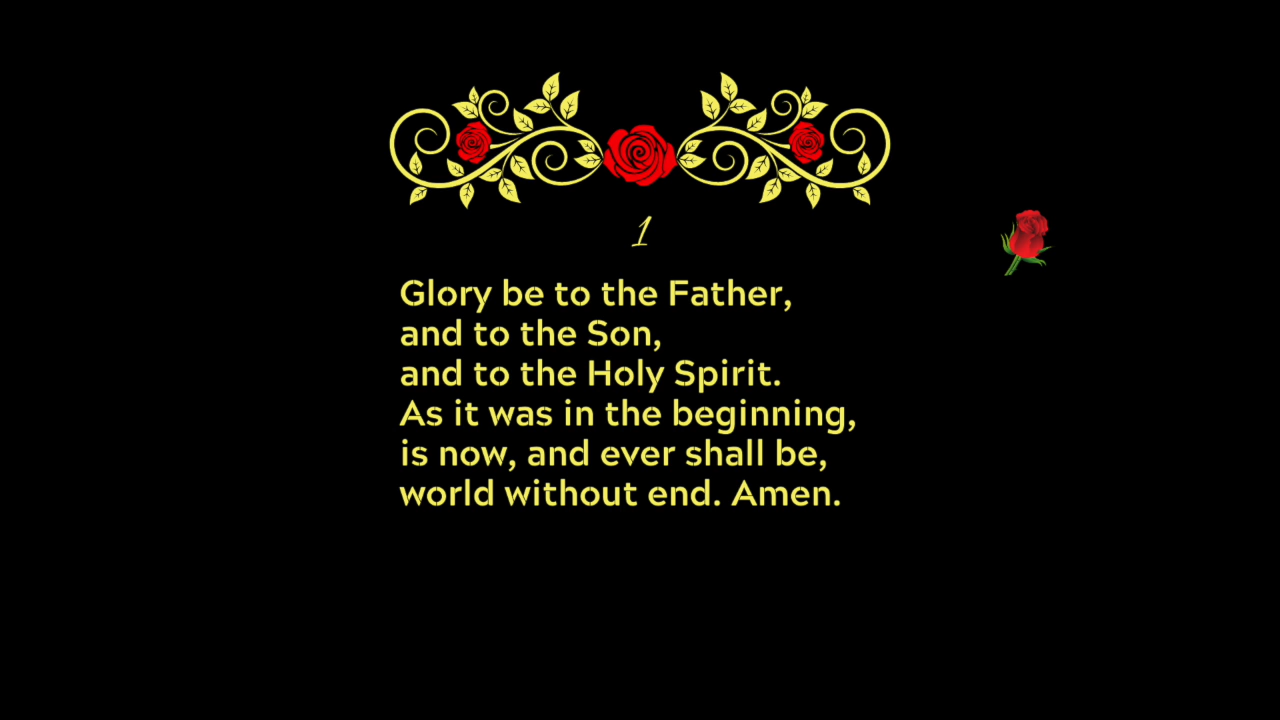 1
Glory be to the Father,
and to the Son,
and to the Holy Spirit.
As it was in the beginning,
is now, and ever shall be,
world without end. Amen.